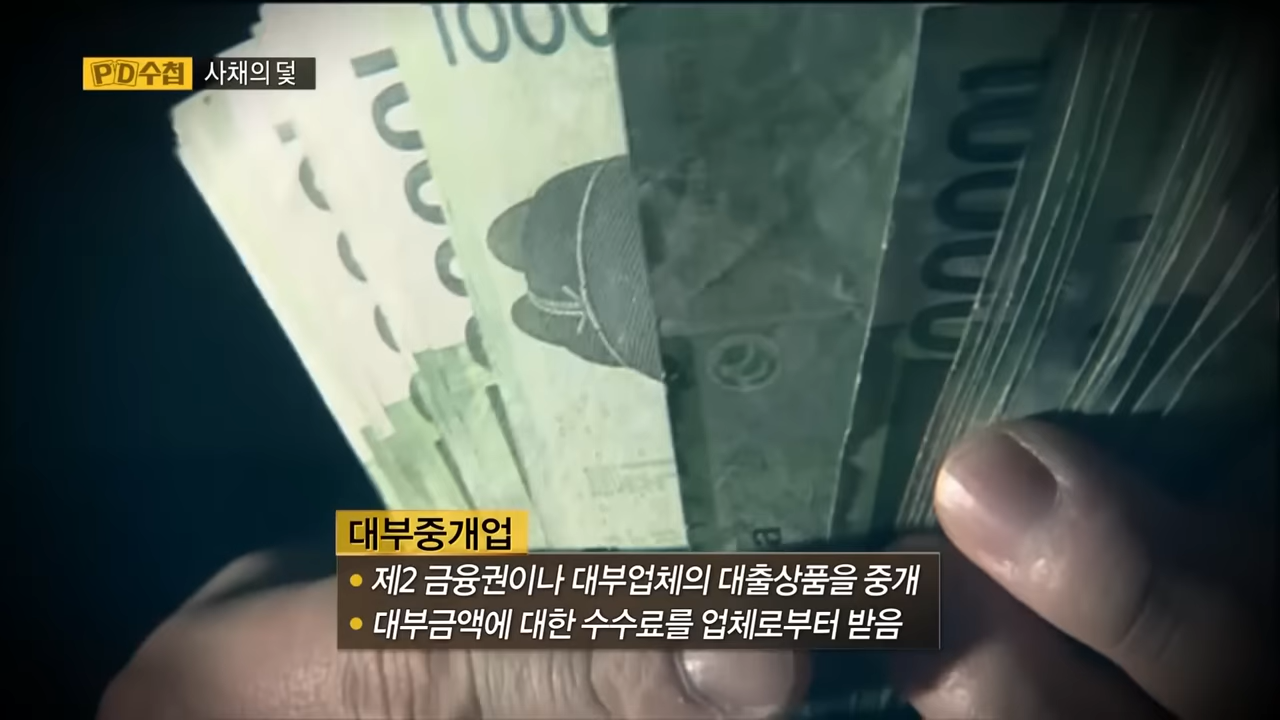 PD수첩 사채의 덫
대부중개업
• 제2 금융권이나 대부업체의 대출상품을 중개
• 대부금액에 대한 수수료를 업체로부터 받음